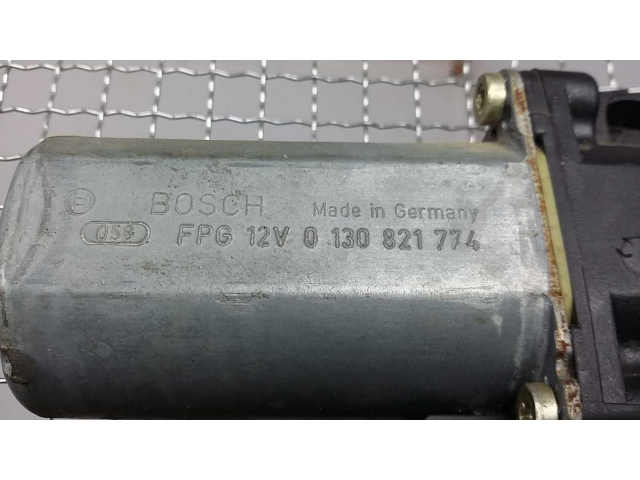 BOSCH Made in Germany
058 FPG 12V 0 130 821 774